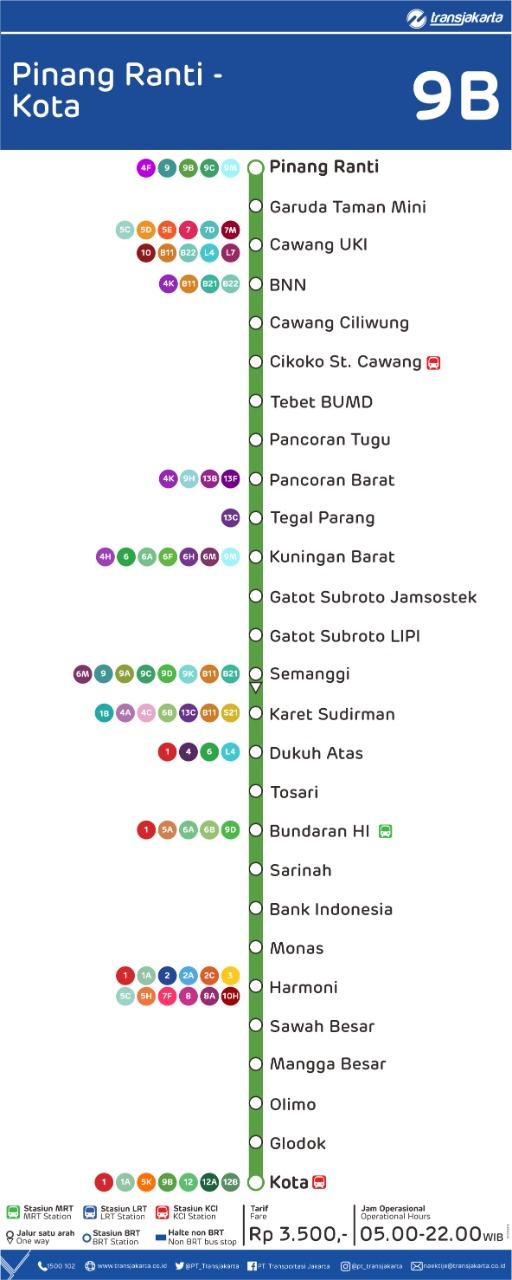 transjakarta
Pinang Ranti -
Kota
9B
4F 9 9B 9C 9M Pinang Ranti
Garuda Taman Mini
5C 5D 5E 7 7D 7M
Cawang UKI
10 B11 B22 L4 L7
4K B11 B21 B22 BNN
Cawang Ciliwung
Cikoko St. Cawang
Tebet BUMD
Pancoran Tugu
4K 9H 13B 13F Pancoran Barat
13C Tegal Parang
4H 6 6A 6F 6H 6M 9M Kuningan Barat
Gatot Subroto Jamsostek
Gatot Subroto LIPI
6M 9 9A 9C 9D 9K B11 B21 Semanggi
1B 4A 4C 6B 13C B11 S21 Karet Sudirman
1 4 6 L4 Dukuh Atas
Tosari
1 5A 6A 6B 9D Bundaran HI
Sarinah
Bank Indonesia
Monas
1 1A 2 2A 2C 3
Harmoni
5C 5H 7F 8 8A 10H
Sawah Besar
Mangga Besar
Olimo
Glodok
1 1A 5K 9B 12 12A 12B Kota
Stasiun MRT
MRT Station
Stasiun LRT
LRT Station
Stasiun KCI
KCI Station
Jalur satu arah
One way
Stasiun BRT
BRT Station
Halte non BRT
Non BRT bus stop
Tarif
Fare
Rp 3.500,-
Jam Operasional
Operational Hours
05.00-22.00 WIB
1500 102 www.transjakarta.co.id @PT_Transjakarta PT Transportasi Jakarta @pt_transjakarta naektije@transjakarta.co.id